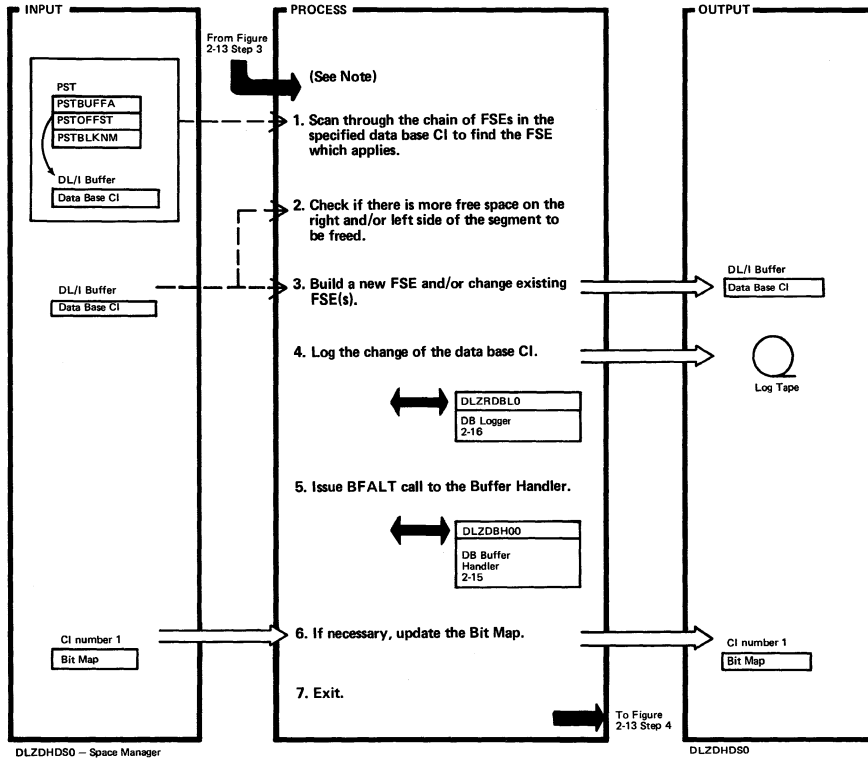 INPUT
PROCESS
OUTPUT
From Figure
2-13 Step 3
(See Note)
PST
PSTBUFFA
PSTOFFST
PSTBLKNM
DL/I Buffer
Data Base CI
1. Scan through the chain of FSEs in the
specified data base CI to find the FSE
which applies.
2. Check if there is more free space on the
right and/or left side of the segment to
be freed.
DL/I Buffer
Data Base CI
3. Build a new FSE and/or change existing
FSE(s).
DL/I Buffer
Data Base CI
4. Log the change of the data base CI.
Log Tape
DLZRDBL0
DB Logger
2-16
5. Issue BFALT call to the Buffer Handler.
DLZDBH00
DB Buffer
Handler
2-15
CI number 1
Bit Map
6. If necessary, update the Bit Map.
CI number 1
Bit Map
7. Exit.
To Figure
2-13 Step 4
DLZDHDS0 – Space Manager
DLZDHDS0